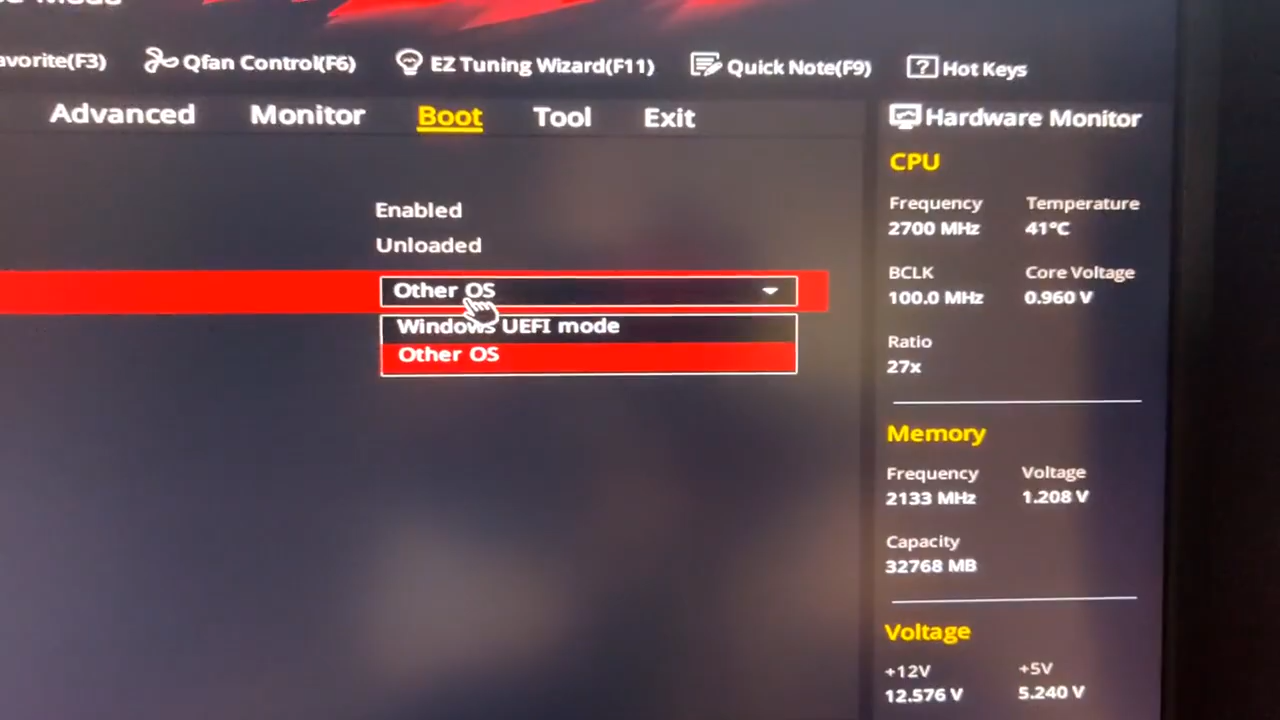 avorite(F3) Qfan Control(F6) EZ Tuning Wizard(F11) Quick Note(F9) ? Hot Keys
Advanced Monitor Boot Tool Exit
Hardware Monitor
CPU
Enabled
Unloaded
Other OS
Windows UEFI mode
Other OS
Frequency Temperature
2700 MHz 41°C
BCLK Core Voltage
100.0 MHz 0.960 V
Ratio
27x
Memory
Frequency Voltage
2133 MHz 1.208 V
Capacity
32768 MB
Voltage
+12V +5V
12.576 V 5.240 V